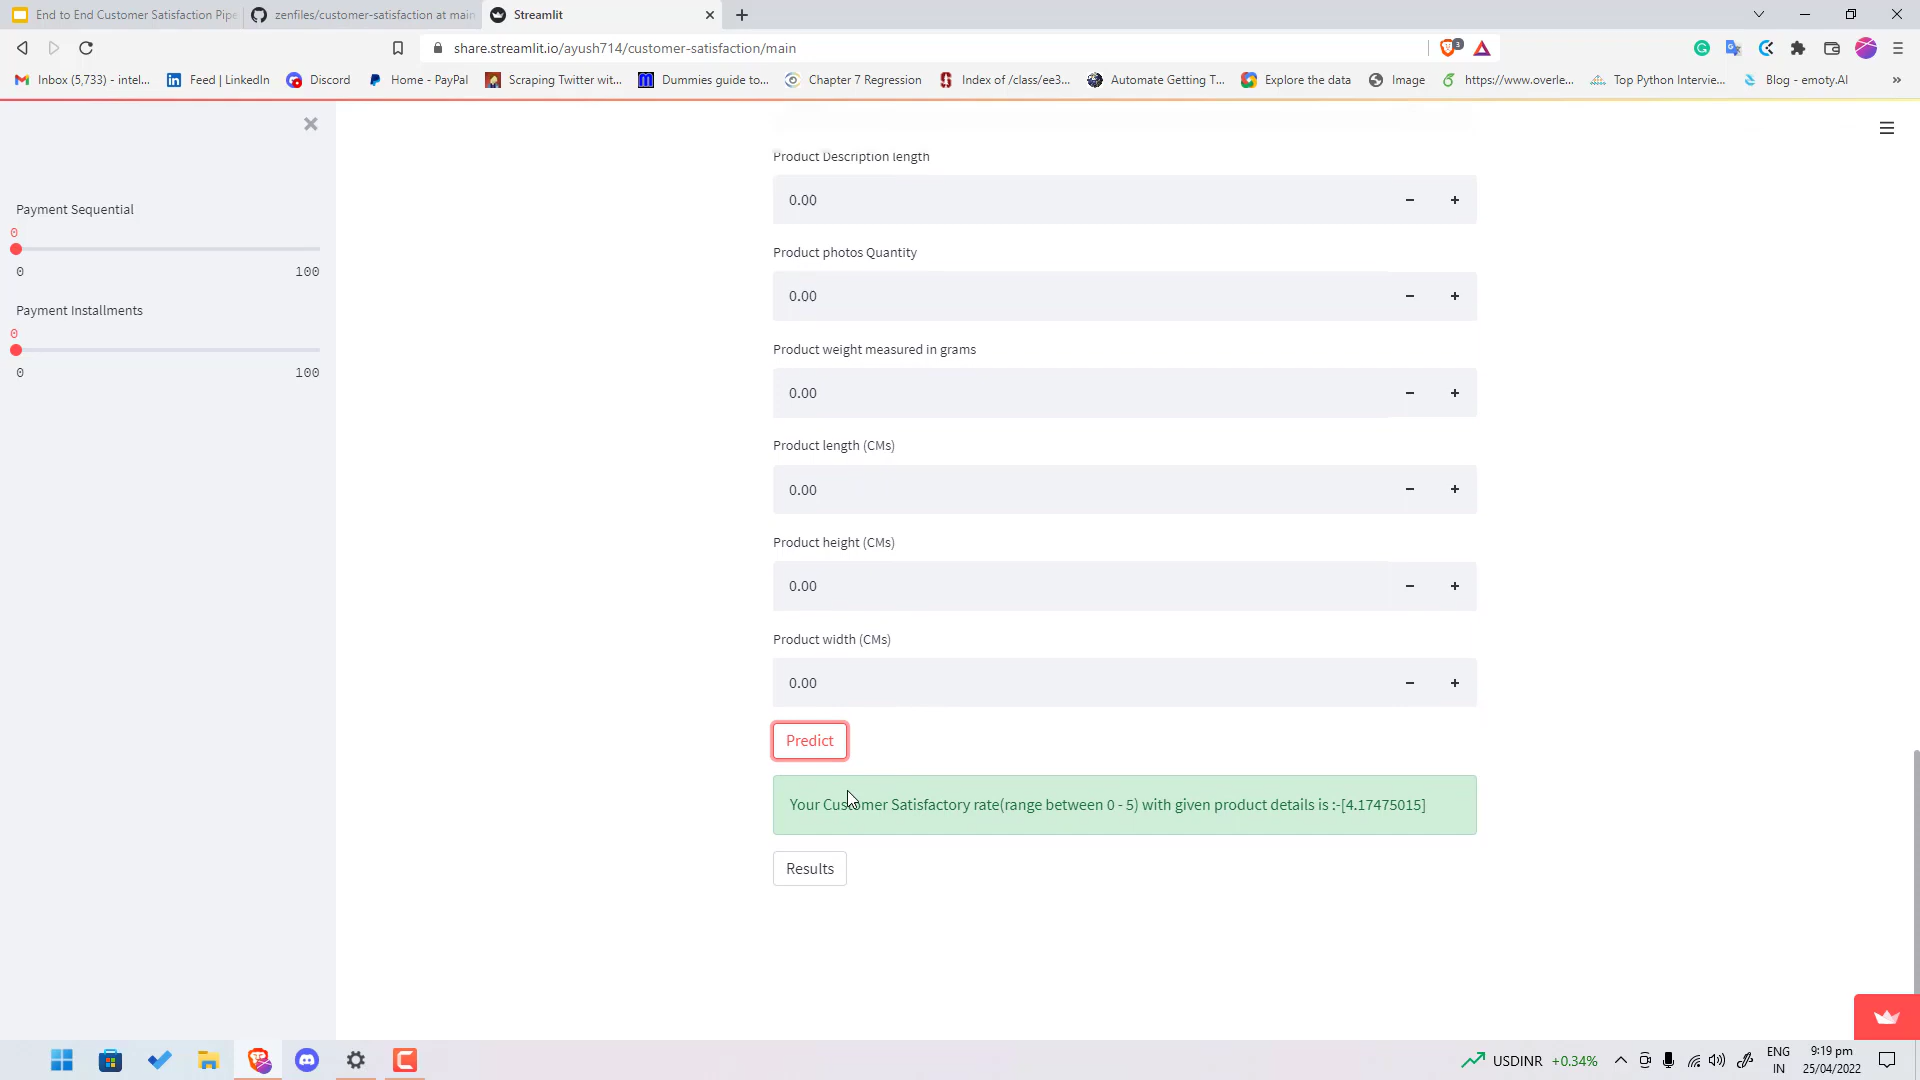 End to End Customer Satisfaction Pipe
zenfiles/customer-satisfaction at main
Streamlit
share.streamlit.io/ayush714/customer-satisfaction/main
3
Inbox (5,733) - intel...
Feed | LinkedIn
Discord
Home - PayPal
Scraping Twitter wit...
Dummies guide to...
Chapter 7 Regression
Index of /class/ee3...
Automate Getting T...
Explore the data
Image
https://www.overle...
Top Python Intervie...
Blog - emoty.AI
»
Payment Sequential
0
0
100
Payment Installments
0
0
100
Product Description length
0.00
Product photos Quantity
0.00
Product weight measured in grams
0.00
Product length (CMs)
0.00
Product height (CMs)
0.00
Product width (CMs)
0.00
Predict
Your Customer Satisfactory rate(range between 0 - 5) with given product details is :-[4.17475015]
Results
USDINR +0.34%
ENG
IN
9:19 pm
25/04/2022